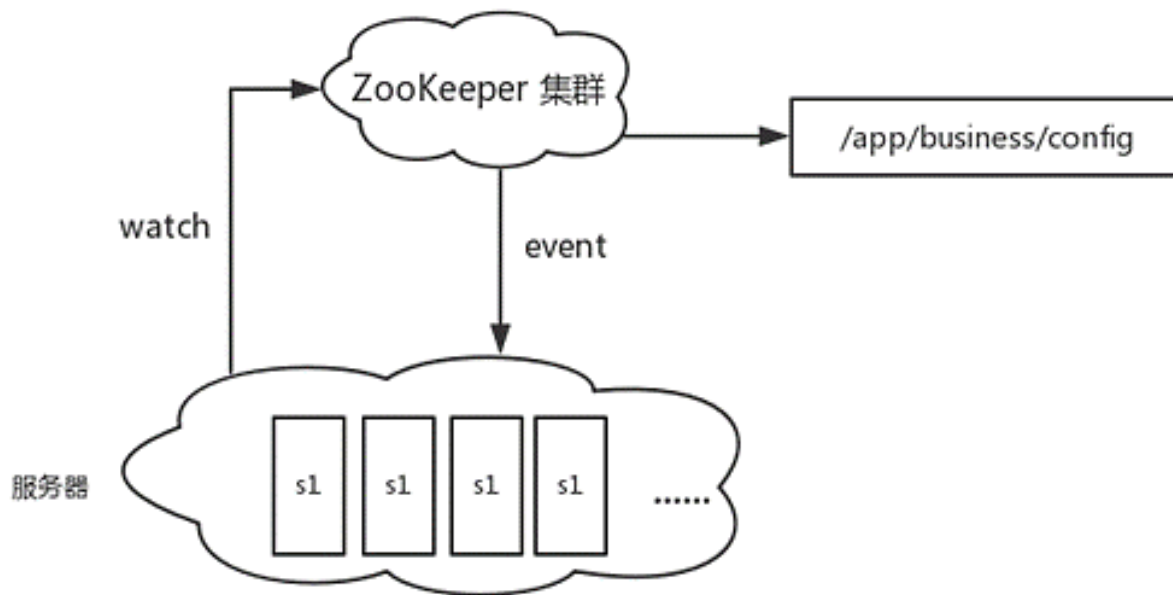 ZooKeeper 集群
/app/business/config
watch
event
服务器
s1
s1
s1
s1
......